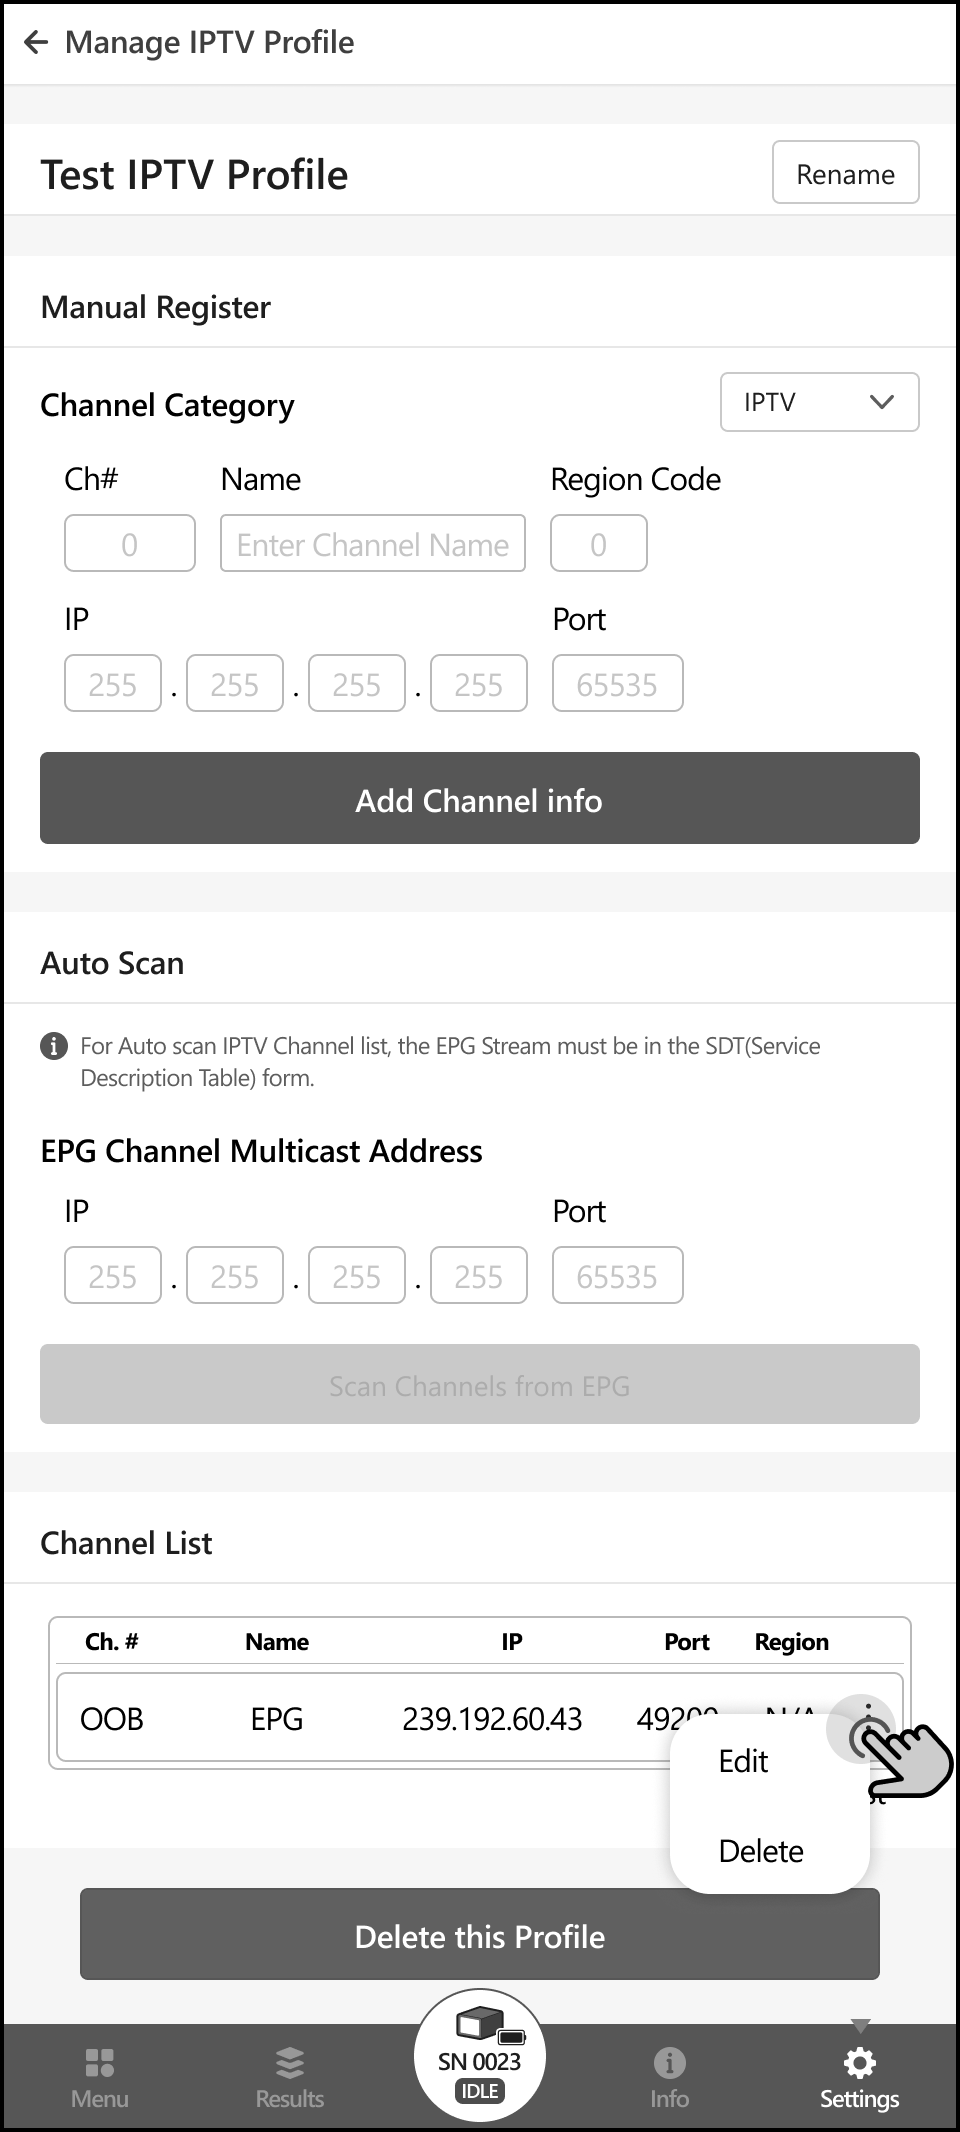 Manage IPTV Profile
Test IPTV Profile
Rename
Manual Register
Channel Category
IPTV
Ch# Name Region Code
0 Enter Channel Name 0
IP Port
255 . 255 . 255 . 255 65535
Add Channel info
Auto Scan
For Auto scan IPTV Channel list, the EPG Stream must be in the SDT(Service
Description Table) form.
EPG Channel Multicast Address
IP Port
255 . 255 . 255 . 255 65535
Scan Channels from EPG
Channel List
Ch. # Name IP Port Region
OOB EPG 239.192.60.43 49200 N/A
Edit
Delete
Delete this Profile
SN 0023
IDLE
Menu Results Info Settings